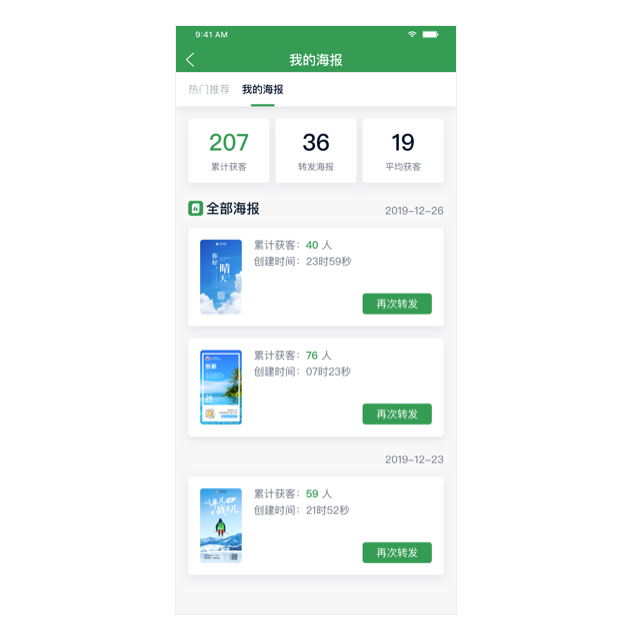 9:41 AM
我的海报
热门推荐 我的海报
207 36 19
累计获客 转发海报 平均获客
全部海报 2019-12-26
你好，
晴天
累计获客：40 人
创建时间：23时59秒
再次转发
创新
26
累计获客：76 人
创建时间：07时23秒
再次转发
2019-12-23
累计获客：59 人
创建时间：21时52秒
再次转发